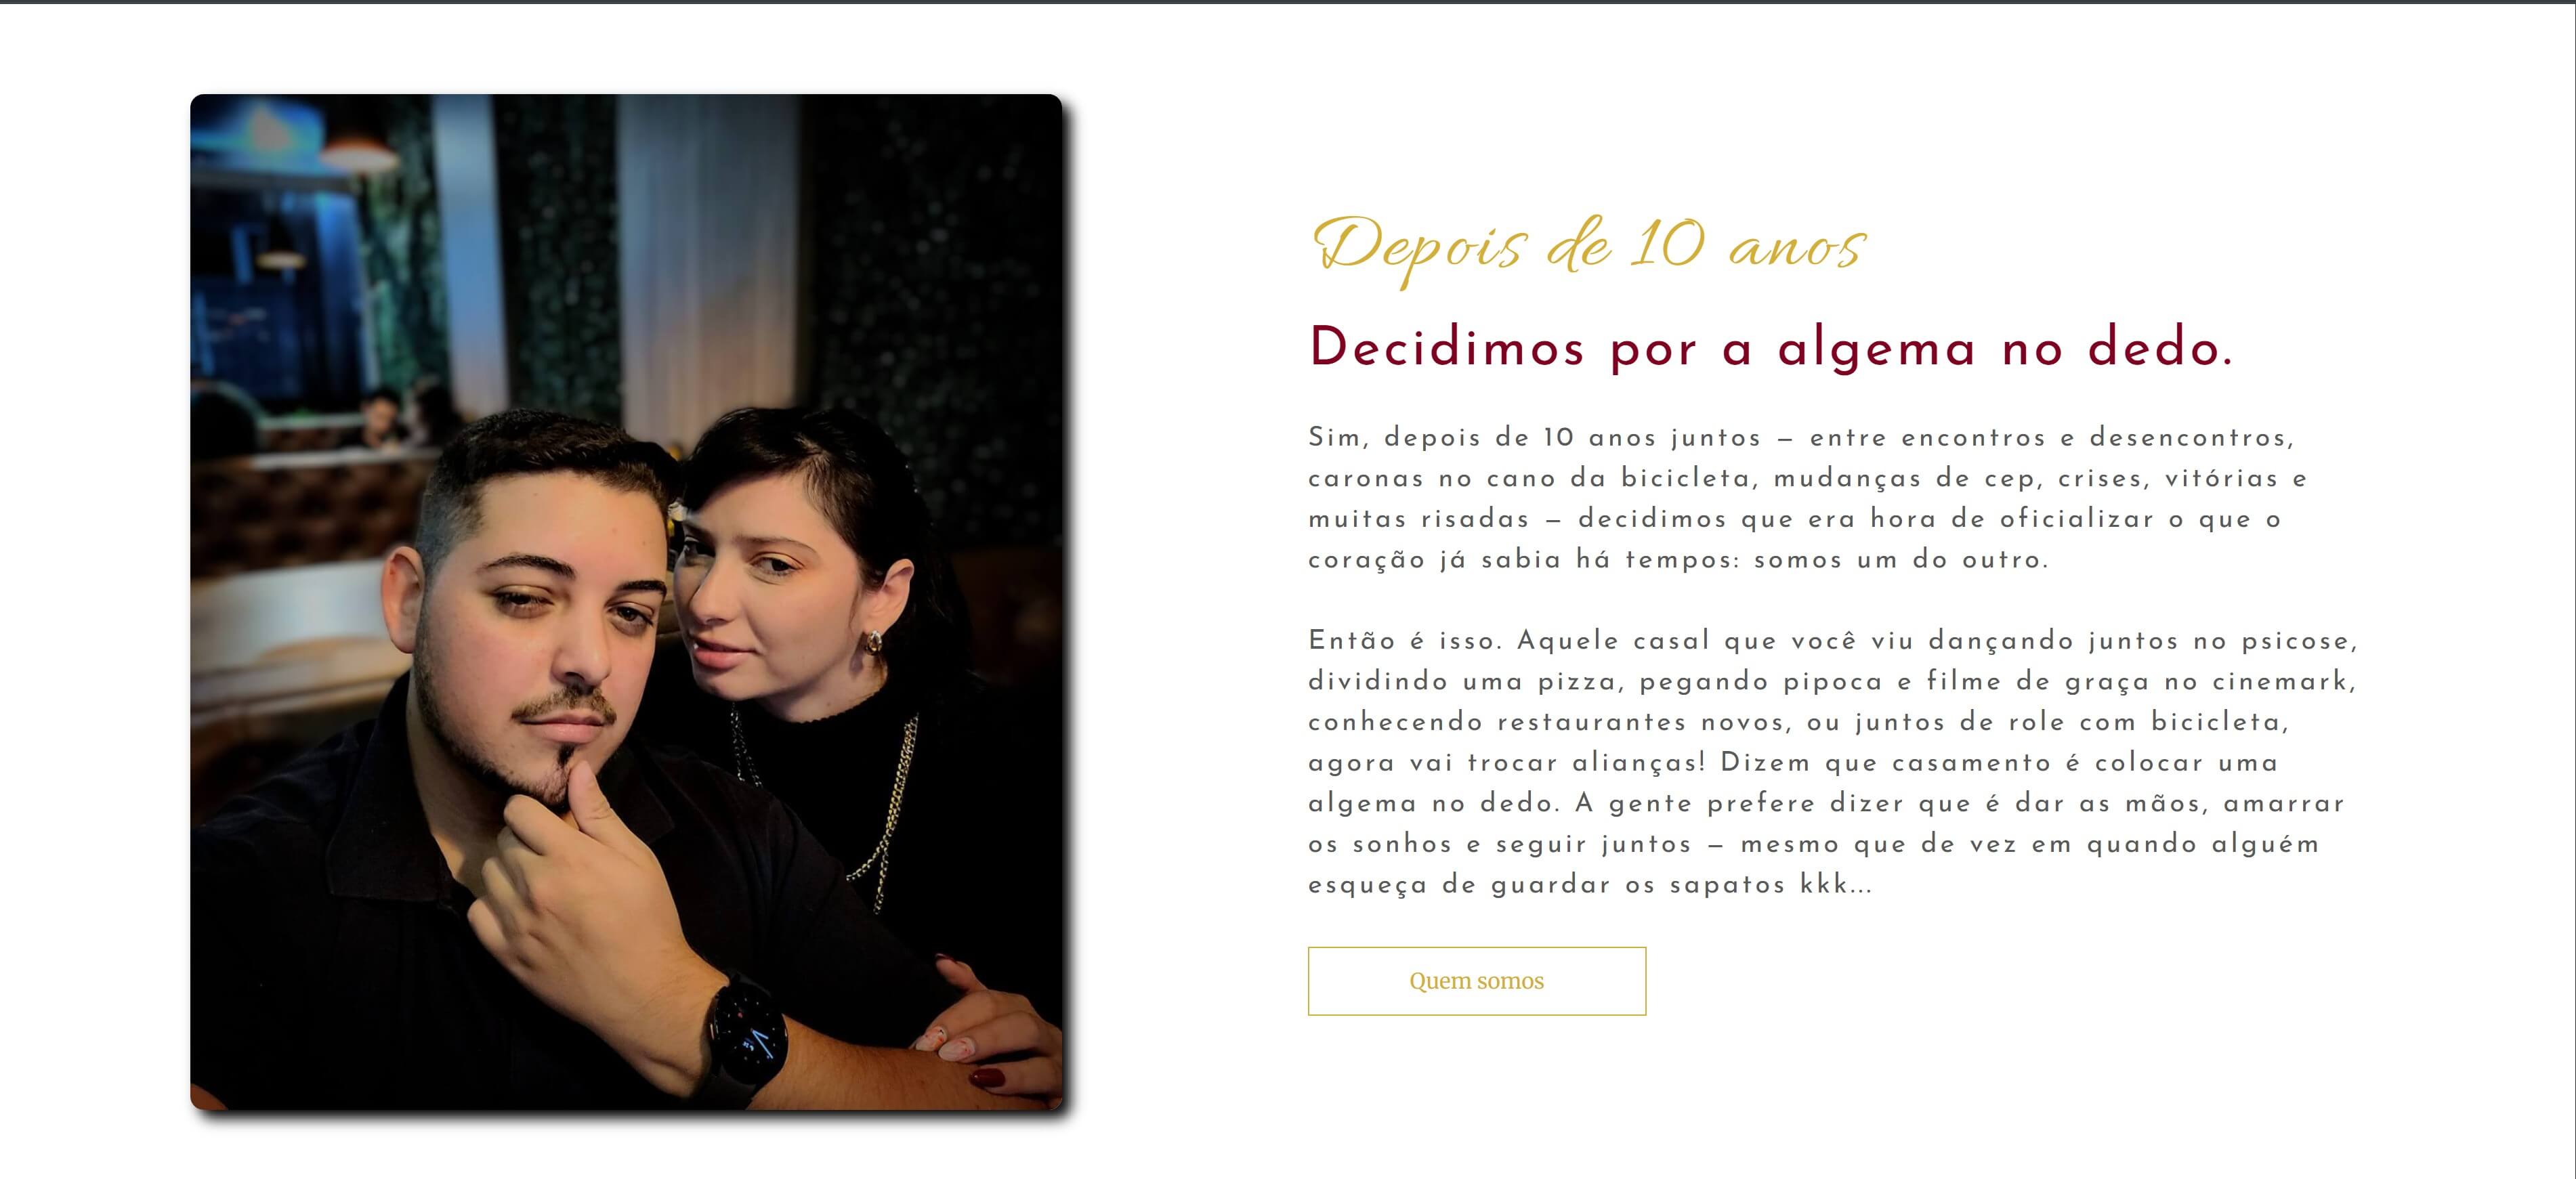 Depois de 10 anos
Decidimos por a algema no dedo.
Sim, depois de 10 anos juntos – entre encontros e desencontros,
caronas no cano da bicicleta, mudanças de cep, crises, vitórias e
muitas risadas – decidimos que era hora de oficializar o que o
coração já sabia há tempos: somos um do outro.
Então é isso. Aquele casal que você viu dançando juntos no psicose,
dividindo uma pizza, pegando pipoca e filme de graça no cinemark,
conhecendo restaurantes novos, ou juntos de role com bicicleta,
agora vai trocar alianças! Dizem que casamento é colocar uma
algema no dedo. A gente prefere dizer que é dar as mãos, amarrar
os sonhos e seguir juntos – mesmo que de vez em quando alguém
esqueça de guardar os sapatos kkk...
Quem somos